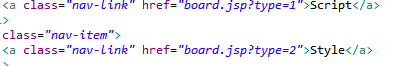 <a class="nav-link" href="board.jsp?type=1">Script</a>
>
class="nav-item">
<a class="nav-link" href="board.jsp?type=2">Style</a>